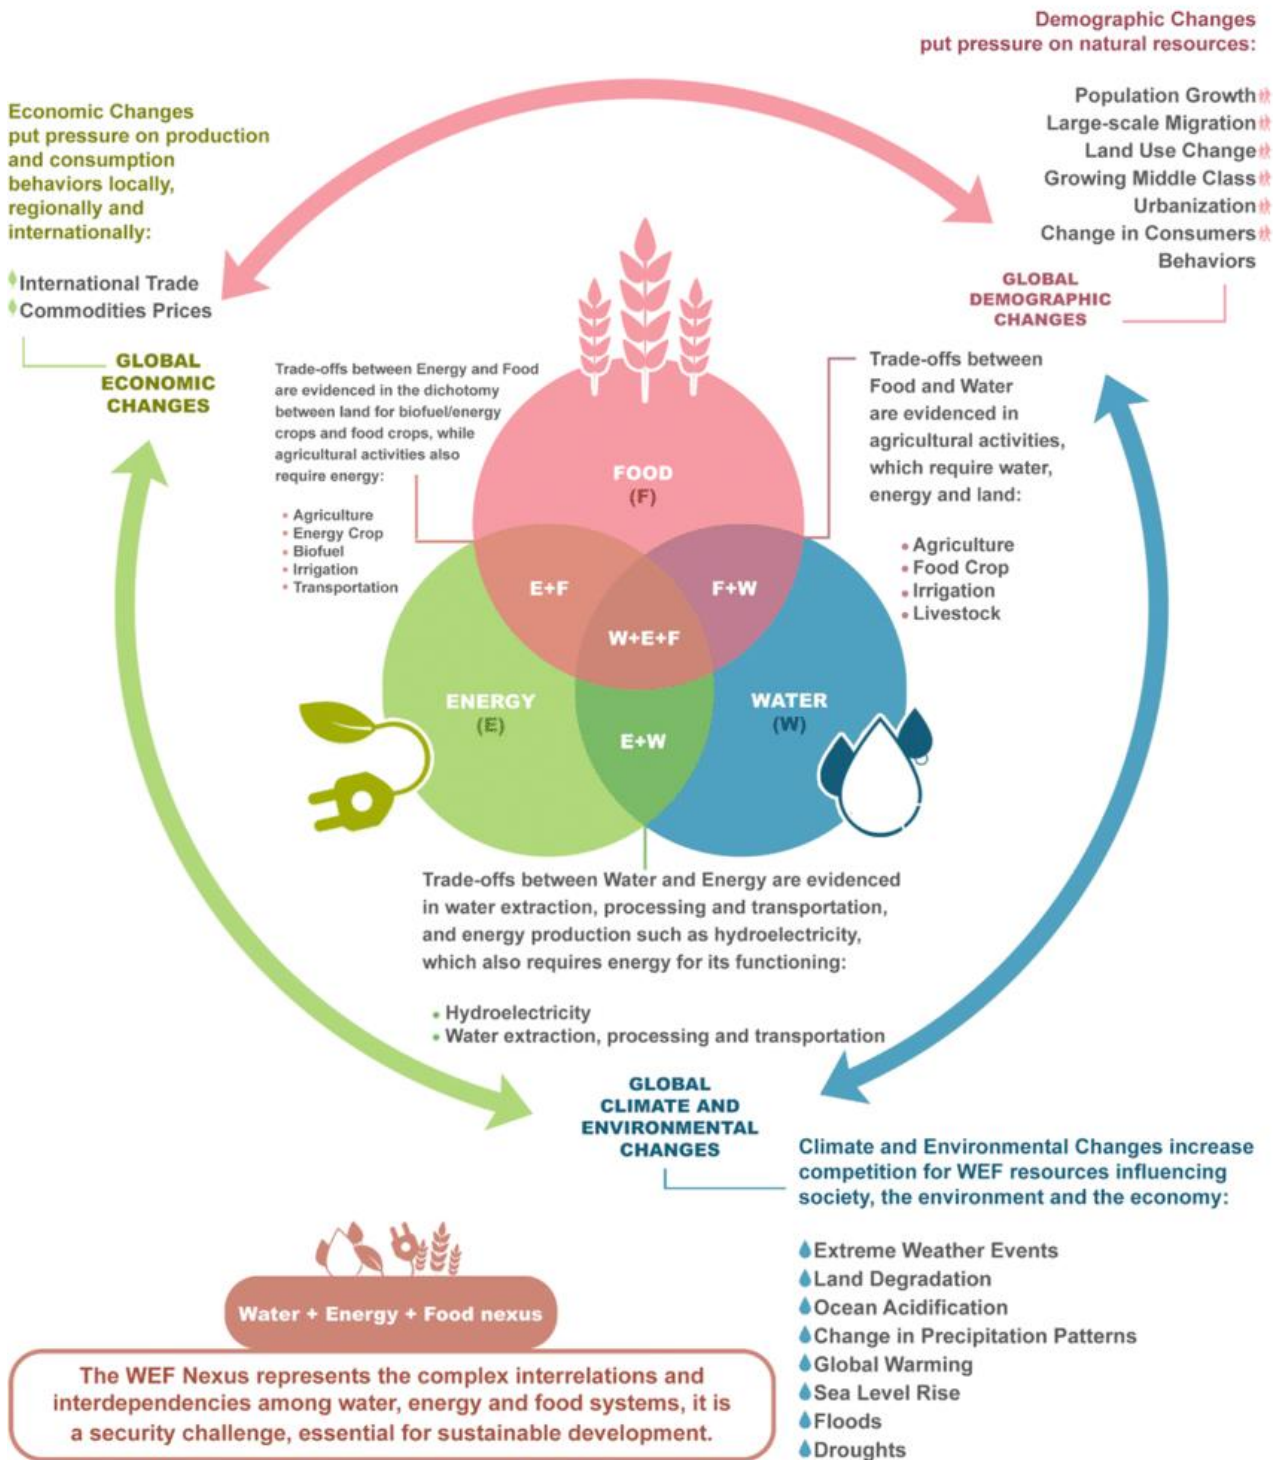 Demographic Changes
put pressure on natural resources:
Population Growth
Large-scale Migration
Land Use Change
Growing Middle Class
Urbanization
Change in Consumers
Behaviors
GLOBAL
DEMOGRAPHIC
CHANGES
Economic Changes
put pressure on production
and consumption
behaviors locally,
regionally and
internationally:
International Trade
Commodities Prices
GLOBAL
ECONOMIC
CHANGES
Trade-offs between Energy and Food
are evidenced in the dichotomy
between land for biofuel/energy
crops and food crops, while
agricultural activities also
require energy:
• Agriculture
• Energy Crop
• Biofuel
• Irrigation
• Transportation
Trade-offs between
Food and Water
are evidenced in
agricultural activities,
which require water,
energy and land:
• Agriculture
• Food Crop
• Irrigation
• Livestock
FOOD
(F)
E+F
F+W
W+E+F
ENERGY
(E)
WATER
(W)
E+W
Trade-offs between Water and Energy are evidenced
in water extraction, processing and transportation,
and energy production such as hydroelectricity,
which also requires energy for its functioning:
• Hydroelectricity
• Water extraction, processing and transportation
GLOBAL
CLIMATE AND
ENVIRONMENTAL
CHANGES
Climate and Environmental Changes increase
competition for WEF resources influencing
society, the environment and the economy:
Extreme Weather Events
Land Degradation
Ocean Acidification
Change in Precipitation Patterns
Global Warming
Sea Level Rise
Floods
Droughts
Water + Energy + Food nexus
The WEF Nexus represents the complex interrelations and
interdependencies among water, energy and food systems, it is
a security challenge, essential for sustainable development.